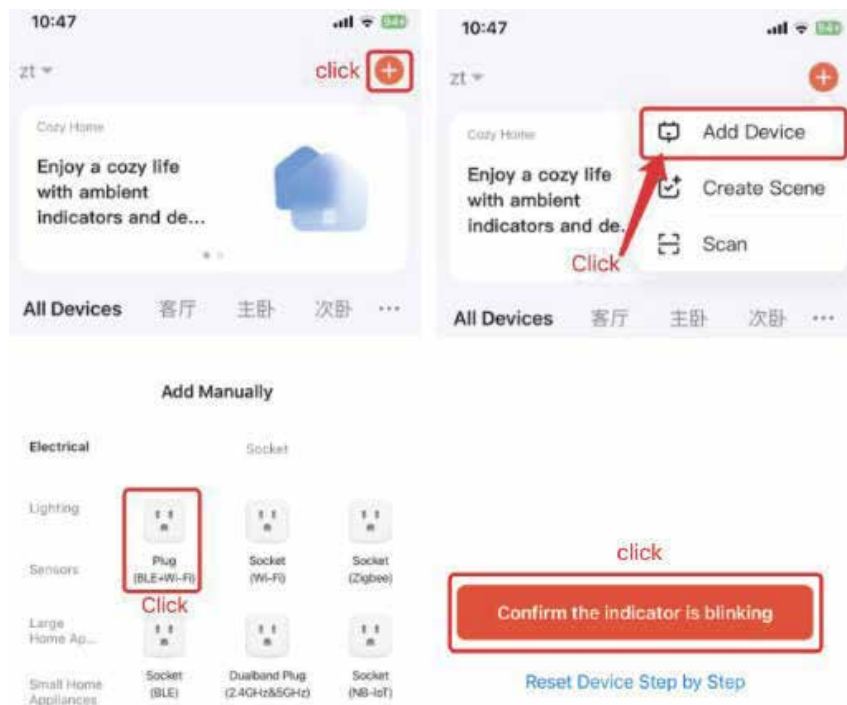 10:47
94+
zt
click
Cozy Home
Enjoy a cozy life
with ambient
indicators and de...
All Devices 客厅 主卧 次卧 ...
10:47
94+
zt
Add Device
Cozy Home
Enjoy a cozy life
with ambient
indicators and de.
Create Scene
Scan
Click
All Devices 客厅 主卧 次卧 ...
Add Manually
Electrical
Socket
Lighting
Sensors
Large
Home Ap...
Small Home
Appliances
Plug
(BLE+Wi-Fi)
Click
Socket
(Wi-Fi)
Socket
(Zigbee)
Socket
(BLE)
Dualband Plug
(2.4GHz&5GHz)
Socket
(NB-IoT)
click
Confirm the indicator is blinking
Reset Device Step by Step